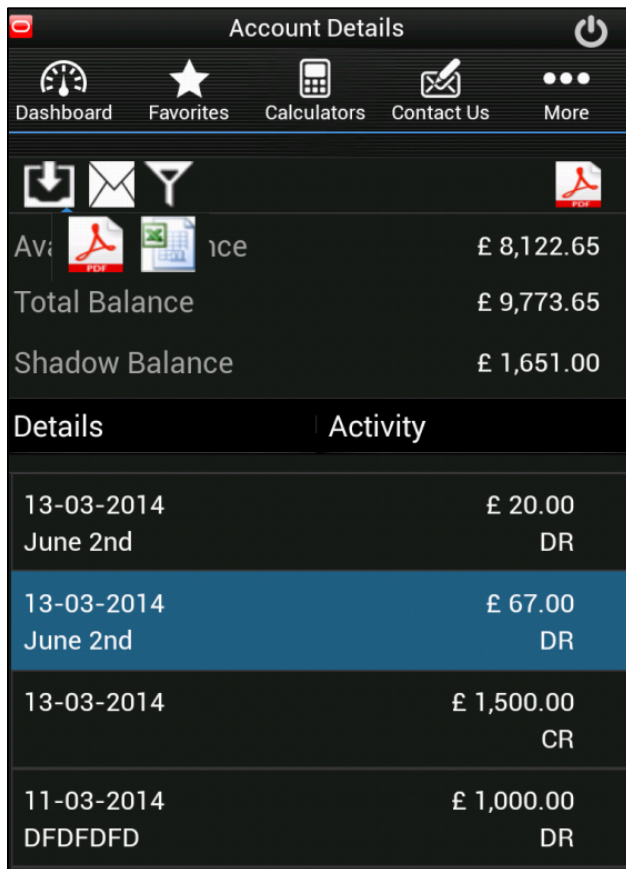 Account Details
Dashboard Favorites Calculators Contact Us More
PDF
PDF
£ 8,122.65
Total Balance £ 9,773.65
Shadow Balance £ 1,651.00
Details Activity
13-03-2014 £ 20.00
June 2nd DR
13-03-2014 £ 67.00
June 2nd DR
13-03-2014 £ 1,500.00
CR
11-03-2014 £ 1,000.00
DFDFDFD DR